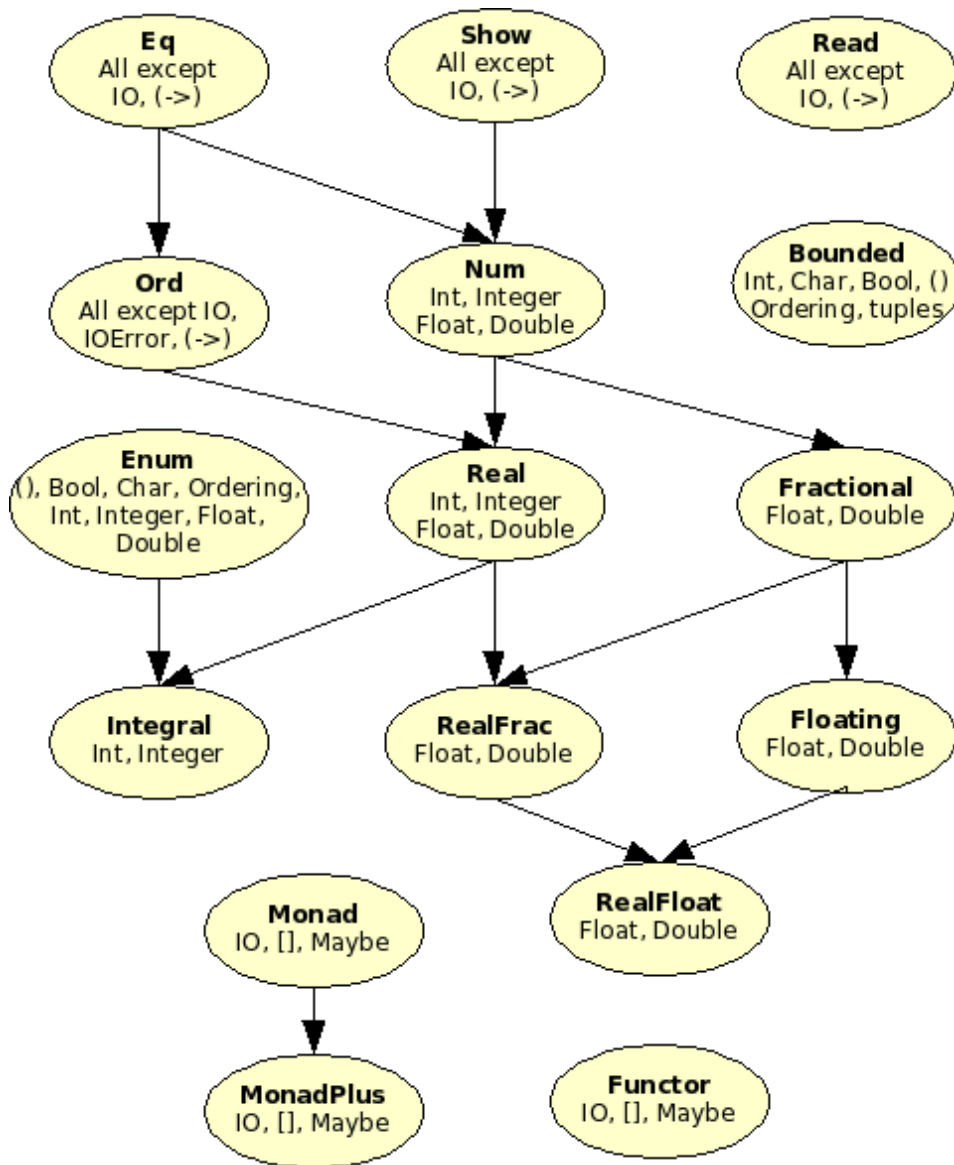 Eq
All except
IO, (->)
Show
All except
IO, (->)
Read
All except
IO, (->)
Ord
All except IO,
IOError, (->)
Num
Int, Integer
Float, Double
Bounded
Int, Char, Bool, ()
Ordering, tuples
Enum
(), Bool, Char, Ordering,
Int, Integer, Float,
Double
Real
Int, Integer
Float, Double
Fractional
Float, Double
Integral
Int, Integer
RealFrac
Float, Double
Floating
Float, Double
Monad
IO, [], Maybe
RealFloat
Float, Double
MonadPlus
IO, [], Maybe
Functor
IO, [], Maybe